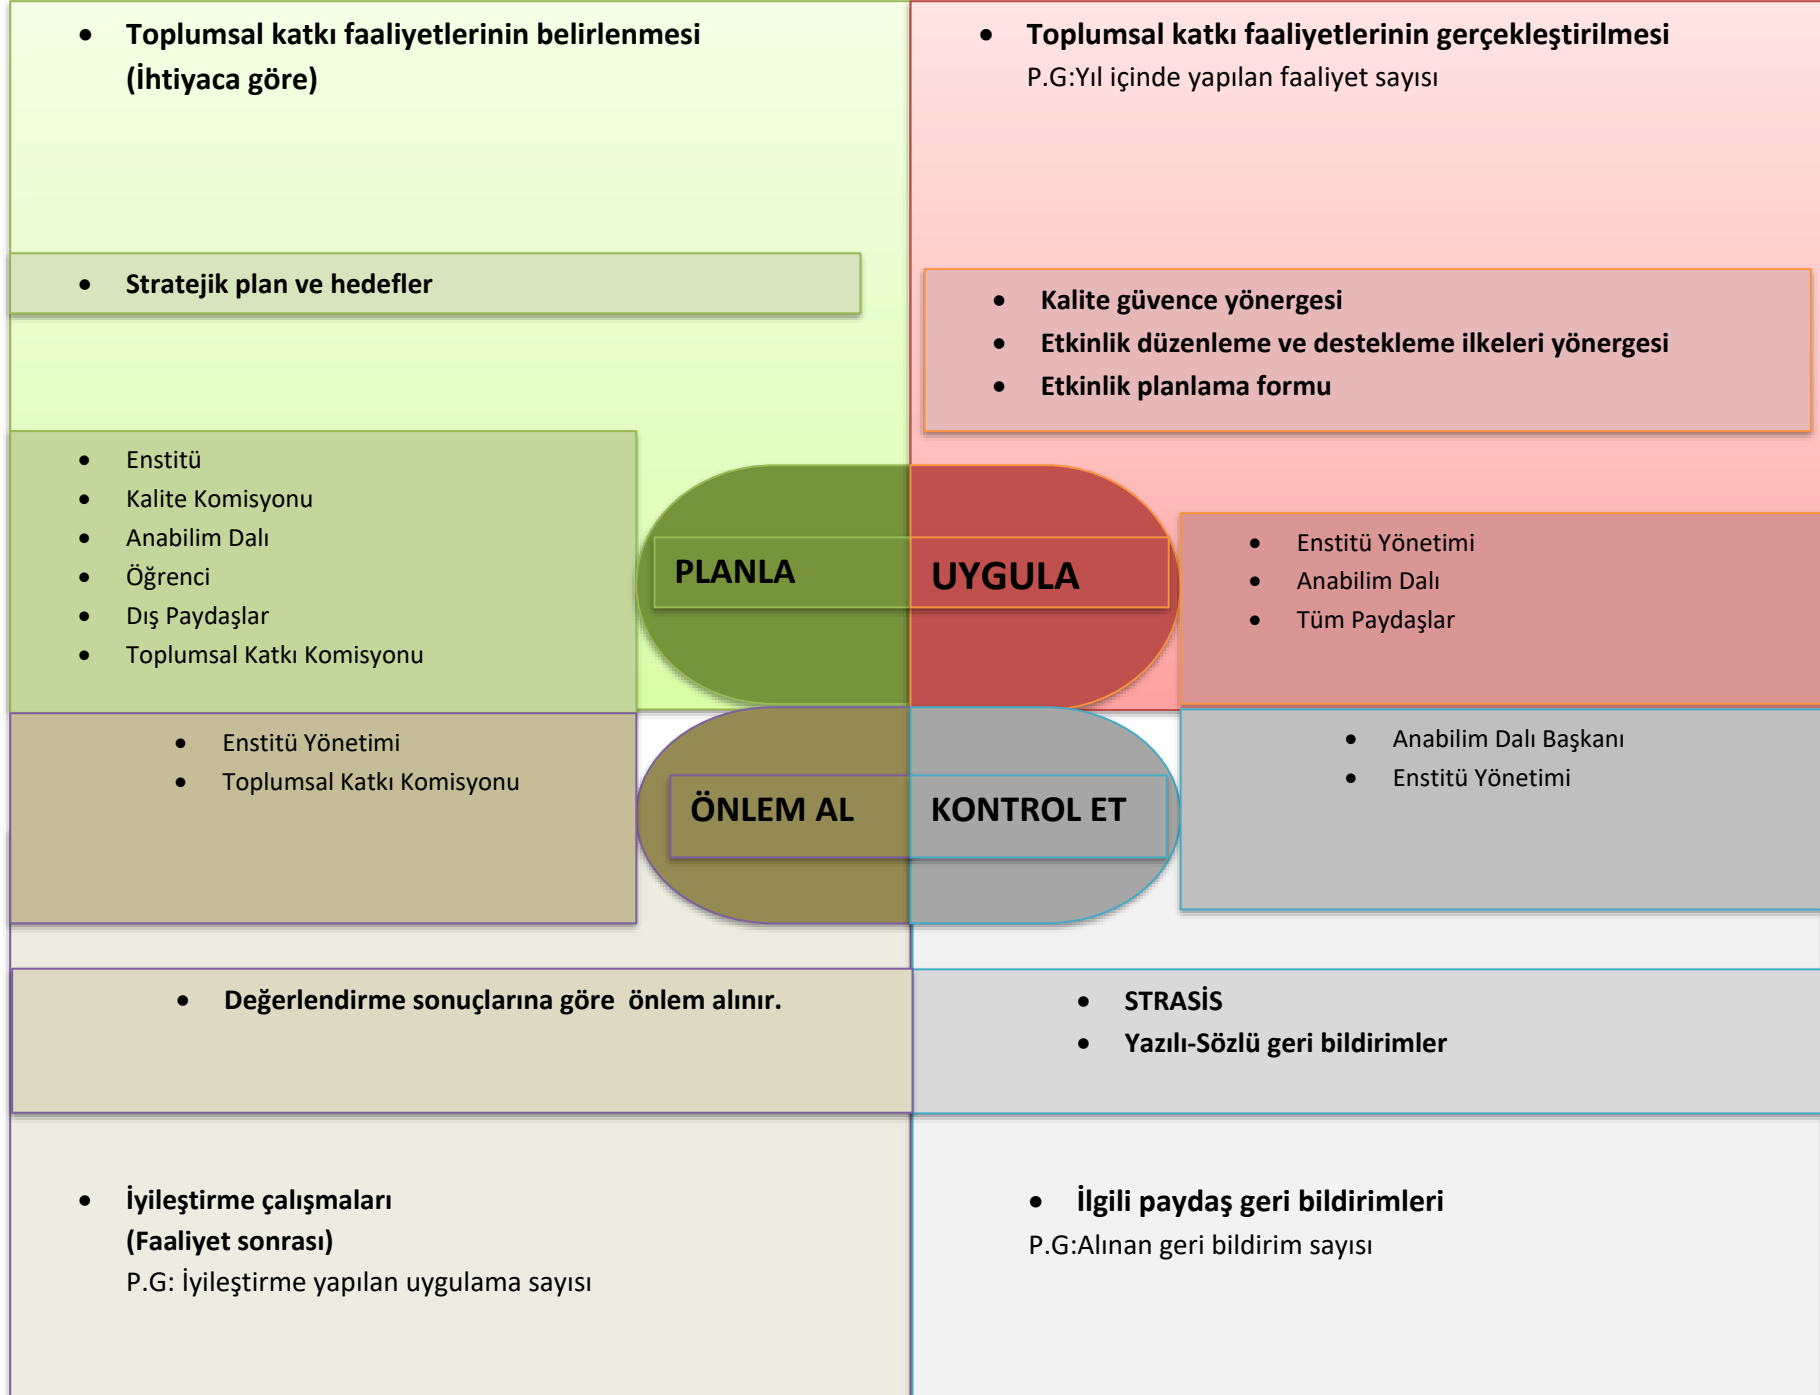 • Toplumsal katkı faaliyetlerinin belirlenmesi
(İhtiyaca göre)
• Stratejik plan ve hedefler
• Enstitü
• Kalite Komisyonu
• Anabilim Dalı
• Öğrenci
• Dış Paydaşlar
• Toplumsal Katkı Komisyonu
PLANLA
• Toplumsal katkı faaliyetlerinin gerçekleştirilmesi
P.G:Yıl içinde yapılan faaliyet sayısı
• Kalite güvence yönergesi
• Etkinlik düzenleme ve destekleme ilkeleri yönergesi
• Etkinlik planlama formu
UYGULA
• Enstitü Yönetimi
• Anabilim Dalı
• Tüm Paydaşlar
• Enstitü Yönetimi
• Toplumsal Katkı Komisyonu
ÖNLEM AL
• Değerlendirme sonuçlarına göre  önlem alınır.
• İyileştirme çalışmaları
(Faaliyet sonrası)
P.G: İyileştirme yapılan uygulama sayısı
KONTROL ET
• Anabilim Dalı Başkanı
• Enstitü Yönetimi
• STRASİS
• Yazılı-Sözlü geri bildirimler
• İlgili paydaş geri bildirimleri
P.G:Alınan geri bildirim sayısı